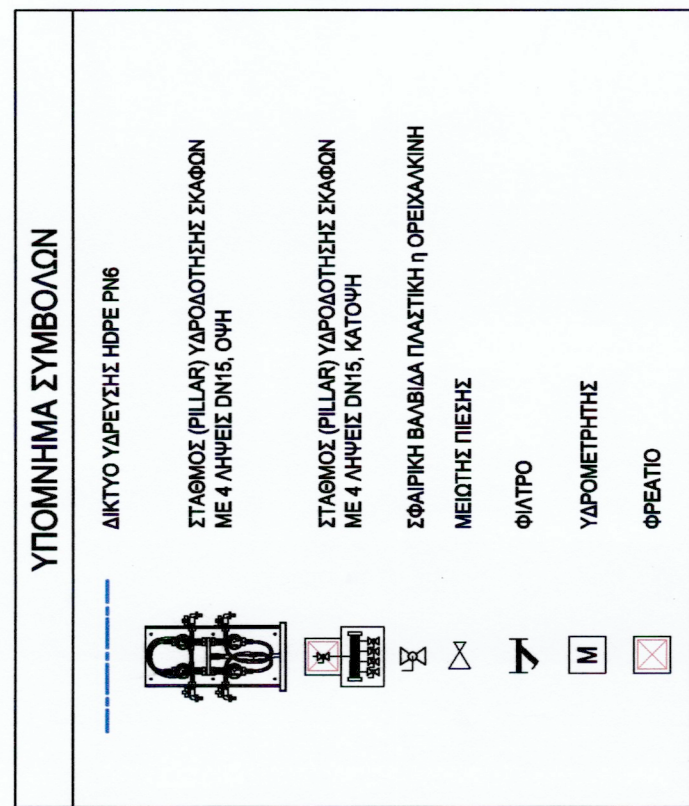 ΥΠΟΜΝΗΜΑ ΣΥΜΒΟΛΩΝ
ΔΙΚΤΥΟ ΥΔΡΕΥΣΗΣ HDPE PN6
ΣΤΑΘΜΟΣ (PILLAR) ΥΔΡΟΔΟΤΗΣΗΣ ΣΚΑΦΩΝ
ΜΕ 4 ΛΗΨΕΙΣ DN15, ΟΨΗ
ΣΤΑΘΜΟΣ (PILLAR) ΥΔΡΟΔΟΤΗΣΗΣ ΣΚΑΦΩΝ
ΜΕ 4 ΛΗΨΕΙΣ DN15, ΚΑΤΟΨΗ
ΣΦΑΙΡΙΚΗ ΒΑΛΒΙΔΑ ΠΛΑΣΤΙΚΗ η ΟΡΕΙΧΑΛΚΙΝΗ
ΜΕΙΩΤΗΣ ΠΙΕΣΗΣ
ΦΙΛΤΡΟ
M
ΥΔΡΟΜΕΤΡΗΤΗΣ
ΦΡΕΑΤΙΟ